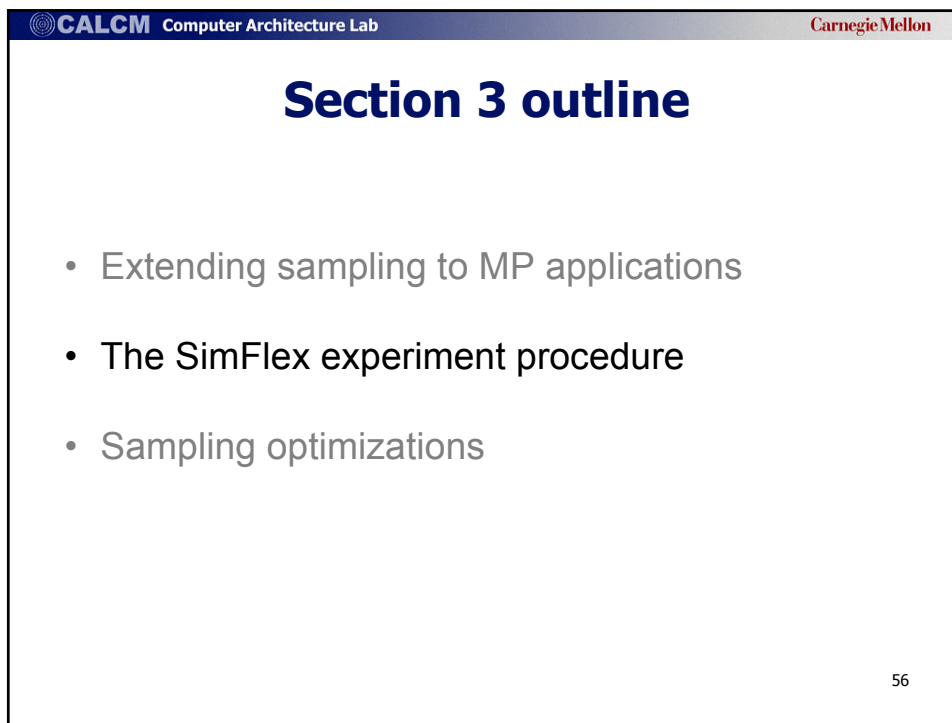 CALCM Computer Architecture Lab Carnegie Mellon
Section 3 outline
• Extending sampling to MP applications
• The SimFlex experiment procedure
• Sampling optimizations
56